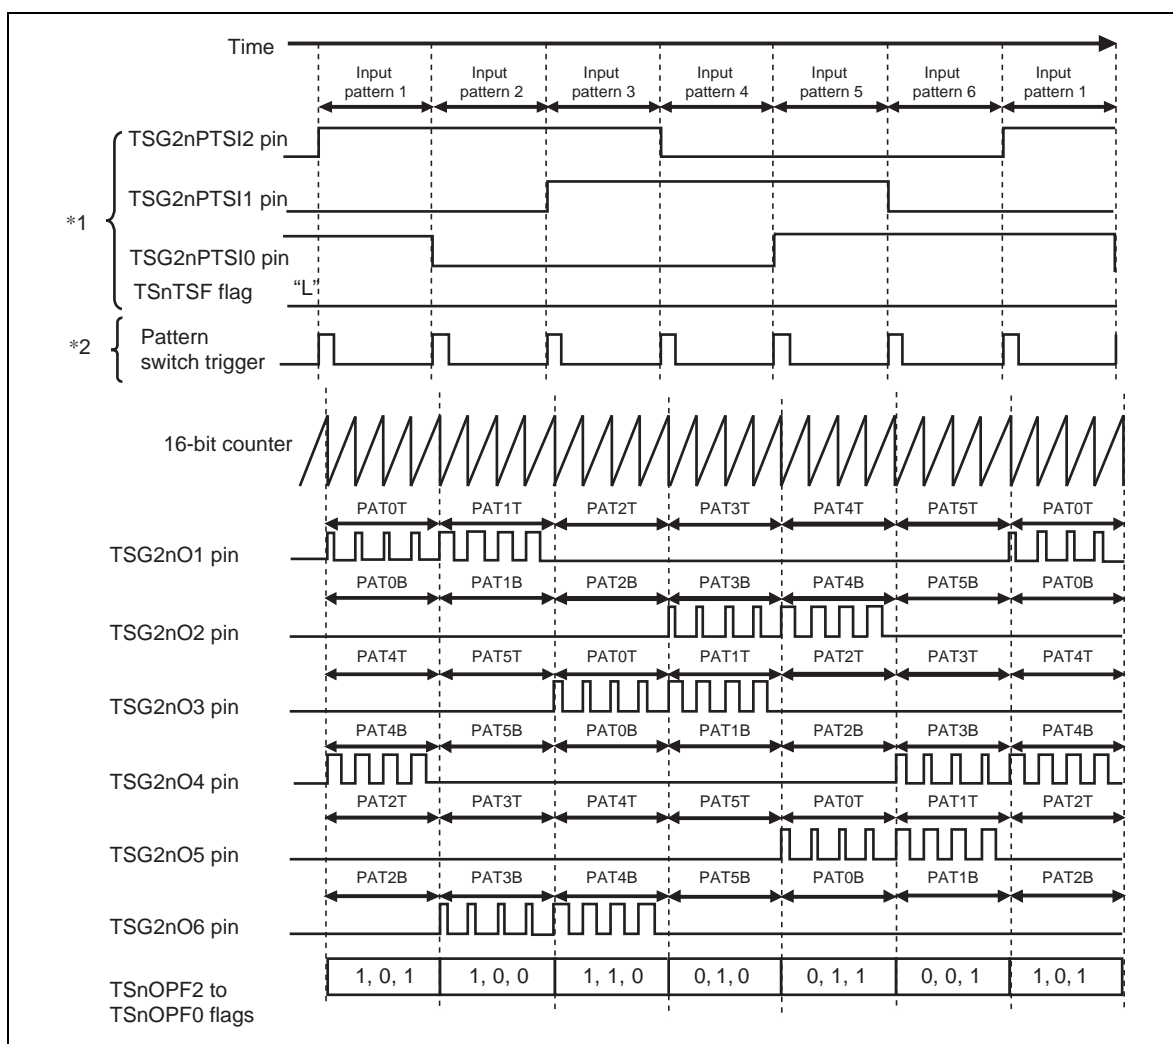 Time
Input pattern 1
Input pattern 2
Input pattern 3
Input pattern 4
Input pattern 5
Input pattern 6
Input pattern 1
*1
TSG2nPTSI2 pin
TSG2nPTSI1 pin
TSG2nPTSI0 pin
TSnTSF flag
“L”
*2
Pattern
switch trigger
16-bit counter
PAT0T PAT1T PAT2T PAT3T PAT4T PAT5T PAT0T
TSG2nO1 pin
PAT0B PAT1B PAT2B PAT3B PAT4B PAT5B PAT0B
TSG2nO2 pin
PAT4T PAT5T PAT0T PAT1T PAT2T PAT3T PAT4T
TSG2nO3 pin
PAT4B PAT5B PAT0B PAT1B PAT2B PAT3B PAT4B
TSG2nO4 pin
PAT2T PAT3T PAT4T PAT5T PAT0T PAT1T PAT2T
TSG2nO5 pin
PAT2B PAT3B PAT4B PAT5B PAT0B PAT1B PAT2B
TSG2nO6 pin
TSnOPF2 to
TSnOPF0 flags
1, 0, 1 1, 0, 0 1, 1, 0 0, 1, 0 0, 1, 1 0, 0, 1 1, 0, 1